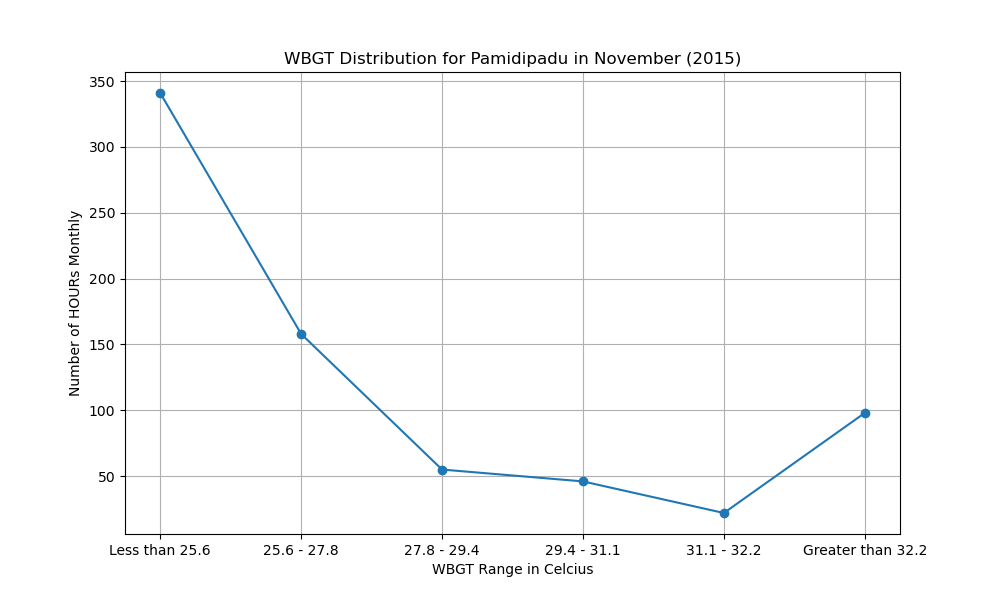 WBGT Distribution for Pamidipadu in November (2015)
Number of HOURs Monthly
350
300
250
200
150
100
50
Less than 25.6
25.6 - 27.8
27.8 - 29.4
29.4 - 31.1
31.1 - 32.2
Greater than 32.2
WBGT Range in Celcius